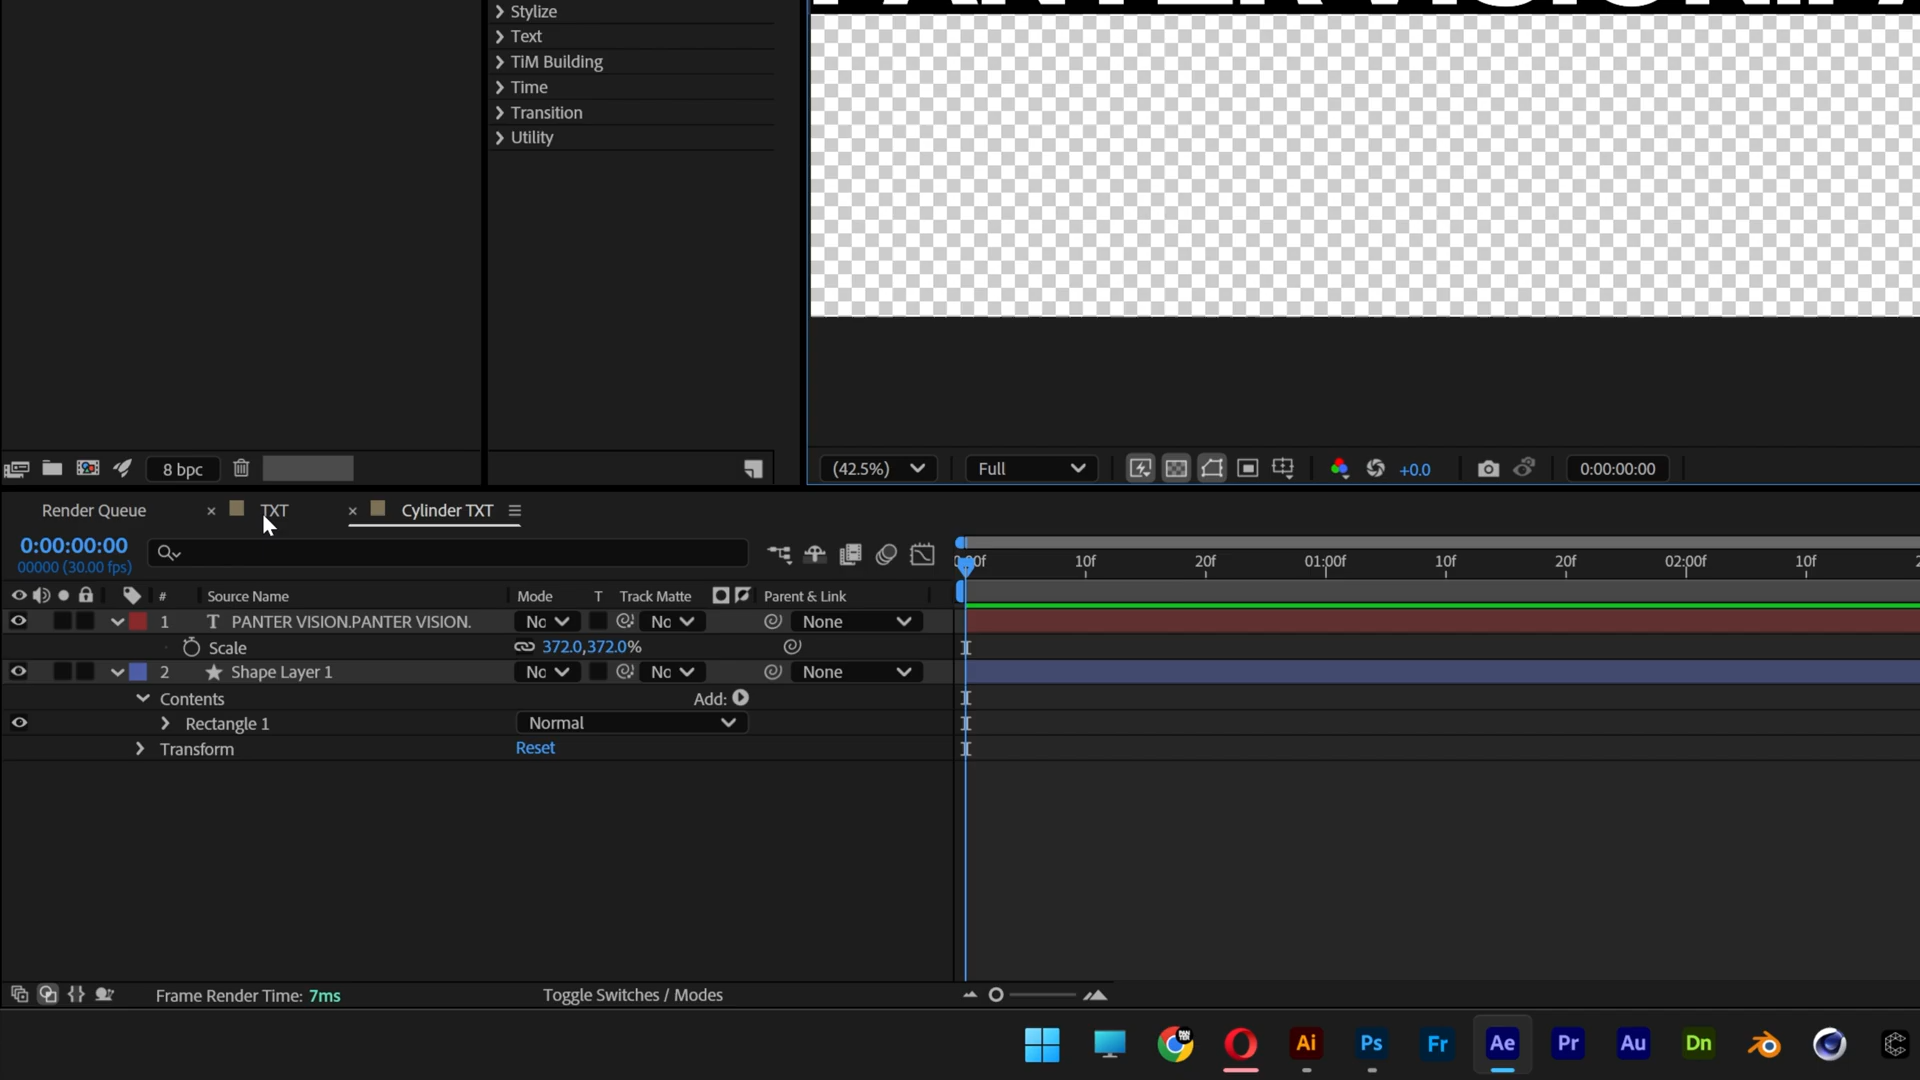 Stylize
Text
TiM Building
Time
Transition
Utility
8 bpc
(42.5%)
Full
+0.0
0:00:00:00
Render Queue
TXT
Cylinder TXT
0:00:00:00
00000 (30.00 fps)
10f
20f
01:00f
10f
20f
02:00f
10f
#
Source Name
Mode
T
Track Matte
Parent & Link
1
T
PANTER VISION.PANTER VISION.
None
Scale
372.0,372.0%
2
Shape Layer 1
None
Contents
Add:
Rectangle 1
Normal
Transform
Reset
Frame Render Time: 7ms
Toggle Switches / Modes
Ai
Ps
Fr
Ae
Pr
Au
Dn